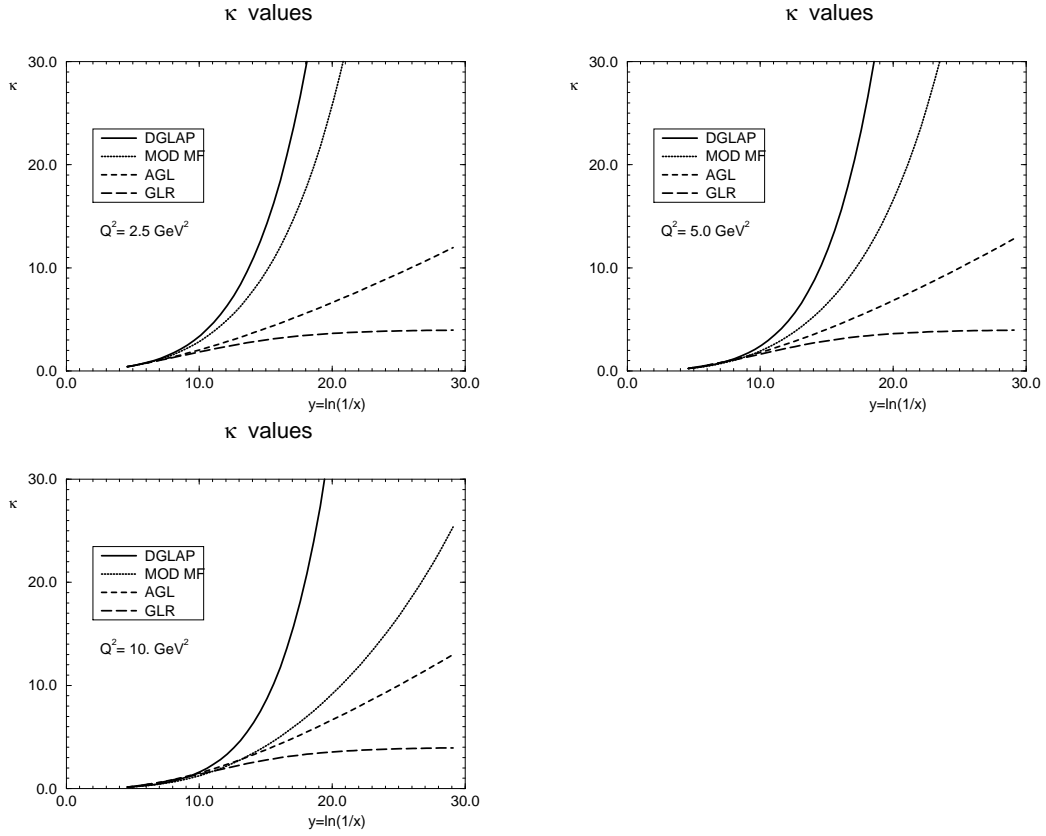 κ values
30.0
κ
20.0
10.0
0.0
DGLAP
MOD MF
AGL
GLR
Q²= 2.5 GeV²
0.0 10.0 20.0 30.0
y=ln(1/x)
κ values
30.0
κ
20.0
10.0
0.0
DGLAP
MOD MF
AGL
GLR
Q²= 5.0 GeV²
0.0 10.0 20.0 30.0
y=ln(1/x)
κ values
30.0
κ
20.0
10.0
0.0
DGLAP
MOD MF
AGL
GLR
Q²= 10. GeV²
0.0 10.0 20.0 30.0
y=ln(1/x)